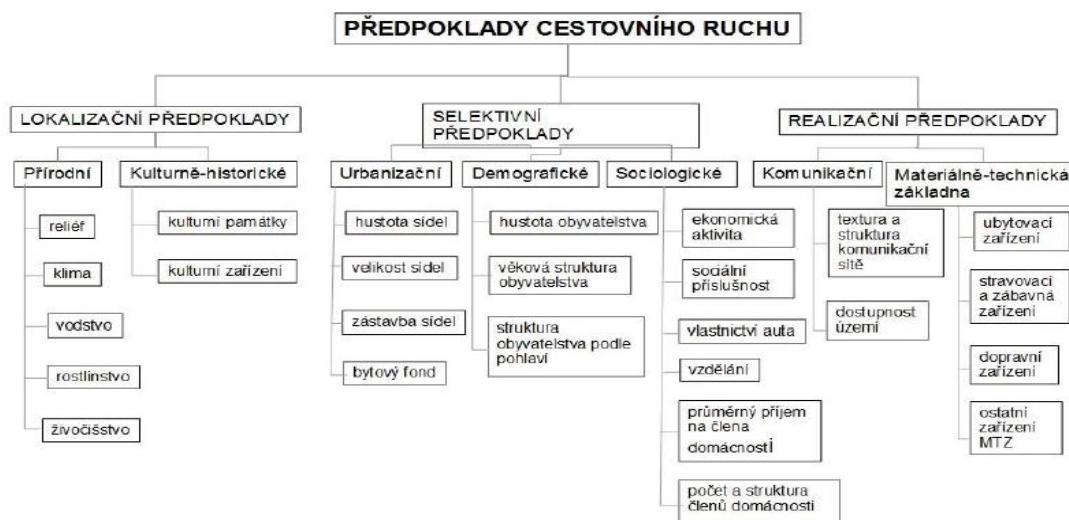 PŘEDPOKLADY CESTOVNÍHO RUCHU
LOKALIZAČNÍ PŘEDPOKLADY
Přírodní
reliéf
klima
vodstvo
rostlinstvo
živočišstvo
Kulturně-historické
kulturní památky
kulturní zařízení
SELEKTIVNÍ
PŘEDPOKLADY
Urbanizační
hustota sídel
velikost sídel
zástavba sídel
bytový fond
Demografické
hustota obyvatelstva
věková struktura
obyvatelstva
struktura
obyvatelstva podle
pohlaví
Sociologické
ekonomická
aktivita
sociální
příslušnost
vlastnictví auta
vzdělání
průměrný příjem
na člena
domácností
počet a struktura
členů domácnosti
REALIZAČNÍ PŘEDPOKLADY
Komunikační
textura a
struktura
komunikační
sítě
dostupnost
území
Materiálně-technická
základna
ubytovací
zařízení
stravovací
a zábavná
zařízení
dopravní
zařízení
ostatní
zařízení
MTZ